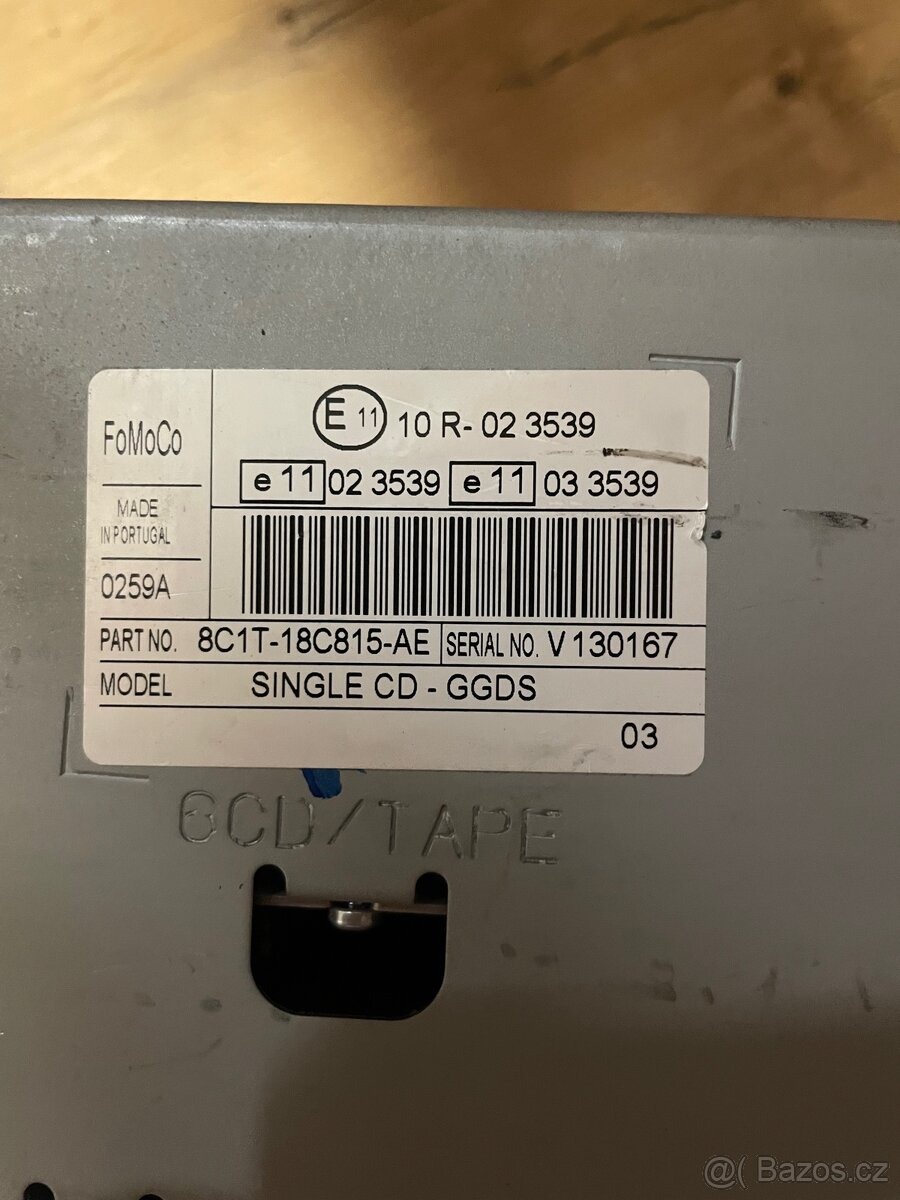 FoMoCo
MADE
IN PORTUGAL
0259A
E 11 10 R- 02 3539
e 11 02 3539 e 11 03 3539
PART NO. 8C1T-18C815-AE SERIAL NO. V 130167
MODEL SINGLE CD - GGDS
03
6CD/TAPE
@( Bazos.cz